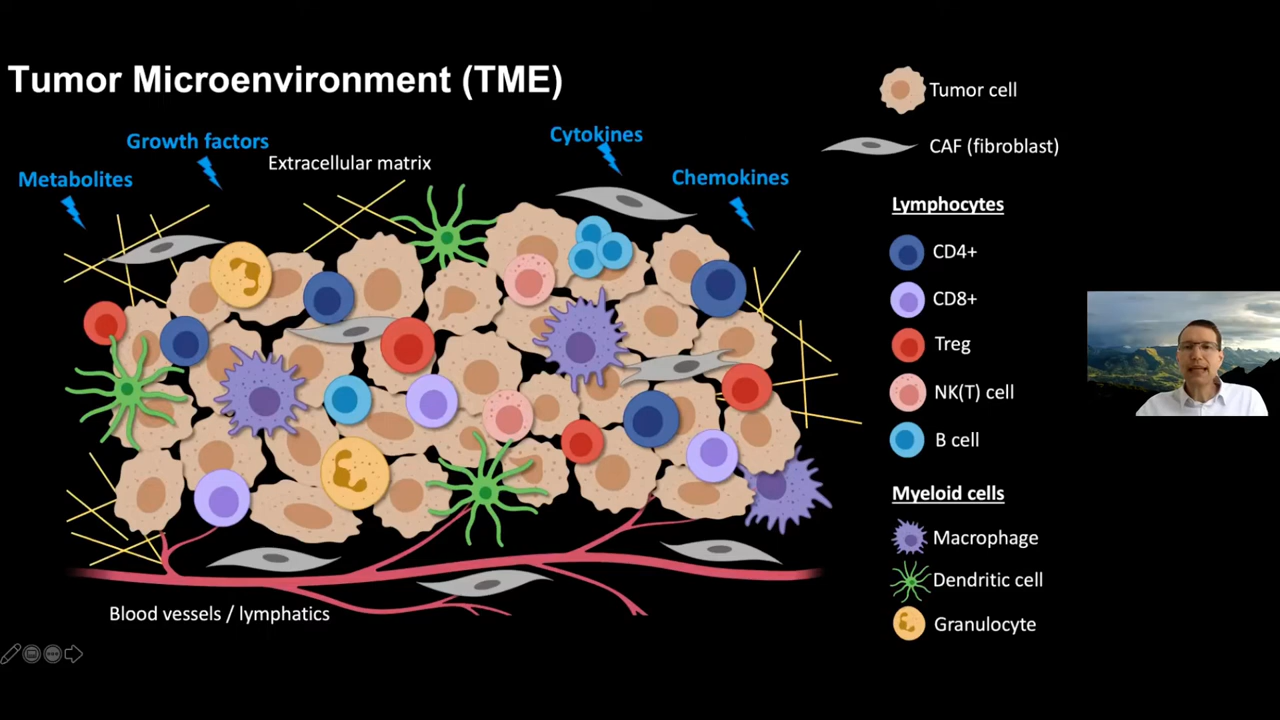 Tumor Microenvironment (TME)
Growth factors
Cytokines
Extracellular matrix
Metabolites
Chemokines
Blood vessels / lymphatics
Tumor cell
CAF (fibroblast)
Lymphocytes
CD4+
CD8+
Treg
NK(T) cell
B cell
Myeloid cells
Macrophage
Dendritic cell
Granulocyte